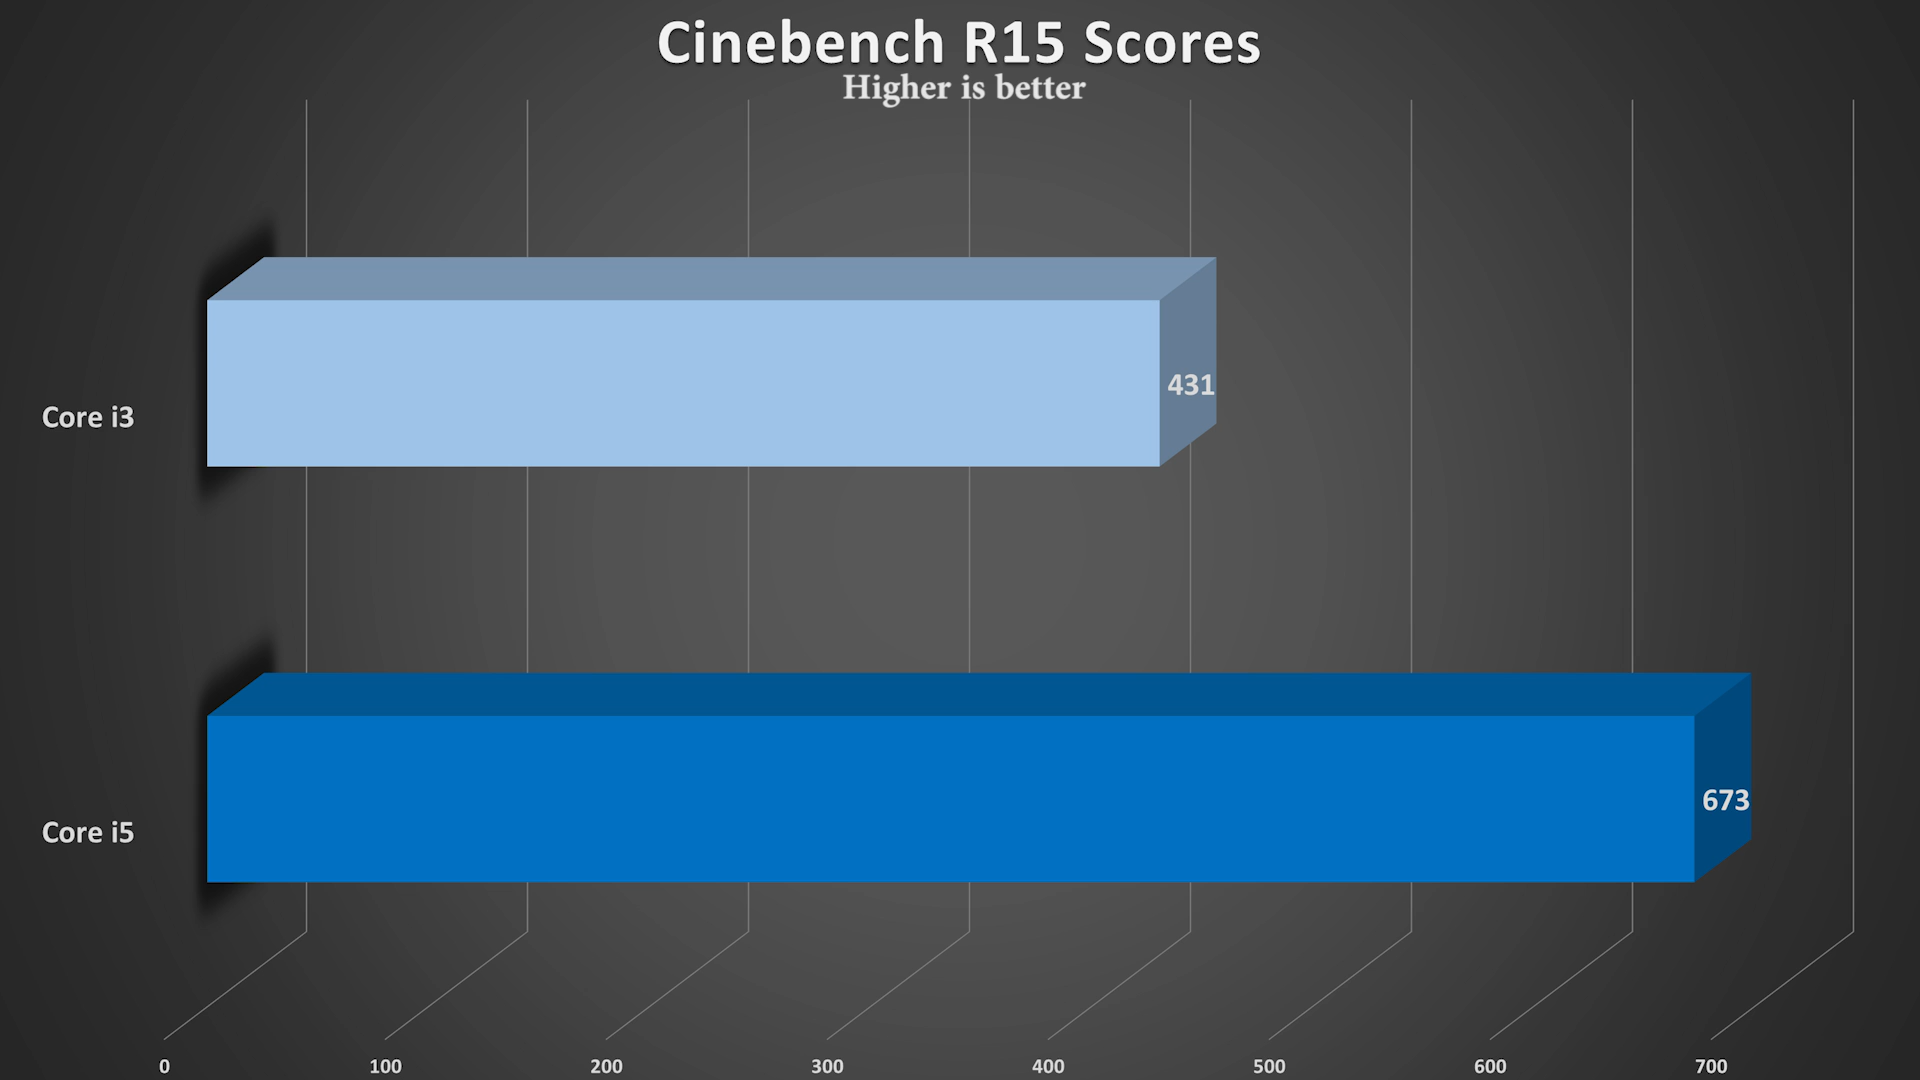 Cinebench R15 Scores
Higher is better
Core i3
431
Core i5
673
0 100 200 300 400 500 600 700